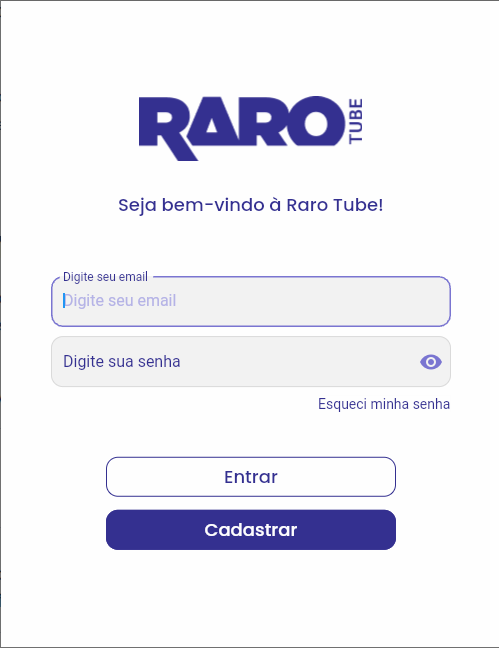 RARO TUBE
Seja bem-vindo à Raro Tube!
Digite seu email
Digite seu email
Digite sua senha
Esqueci minha senha
Entrar
Cadastrar